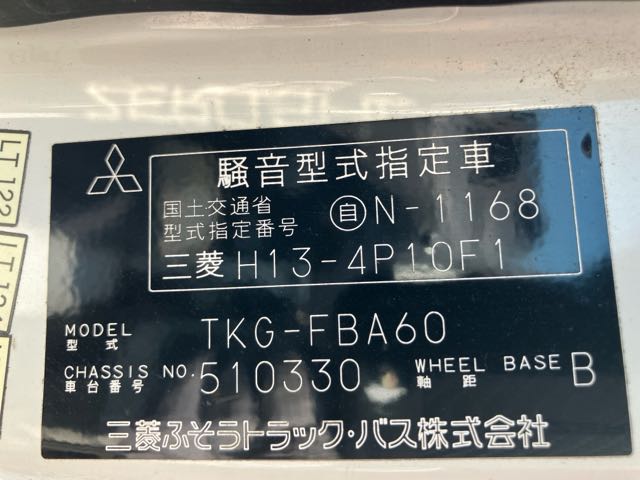 騒音型式指定車
国土交通省
型式指定番号
自N-1168
三菱 H13-4P10F1
MODEL
型式
TKG-FBA60
CHASSIS NO.
車台番号
510330
WHEEL BASE
軸距
B
三菱ふそうトラック・バス株式会社
LTJ22